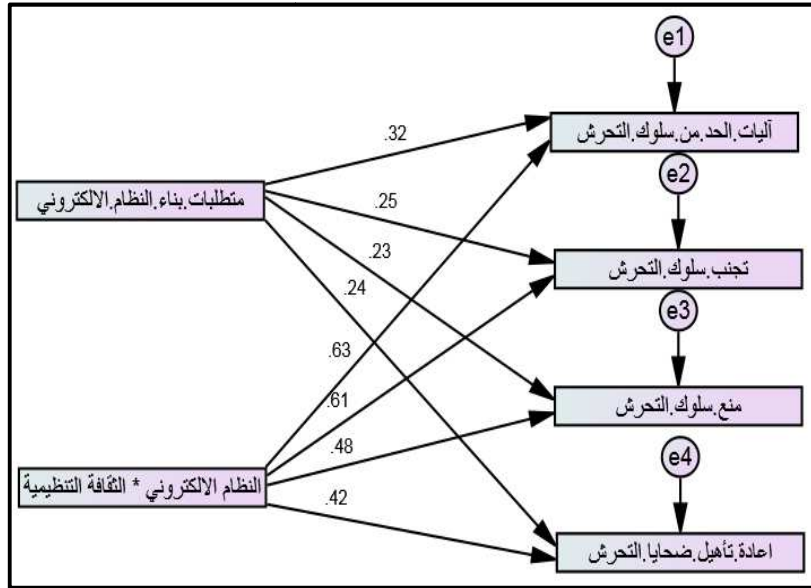 e1
آليات.الحد.من.سلوك.التحرش
.32
e2
متطلبات.بناء.النظام.الالكتروني
.25
.23
تجنب.سلوك.التحرش
.24
e3
.63
.61
منع.سلوك.التحرش
.48
e4
النظام الالكتروني * الثقافة التنظيمية
.42
اعادة.تأهيل.ضحايا.التحرش